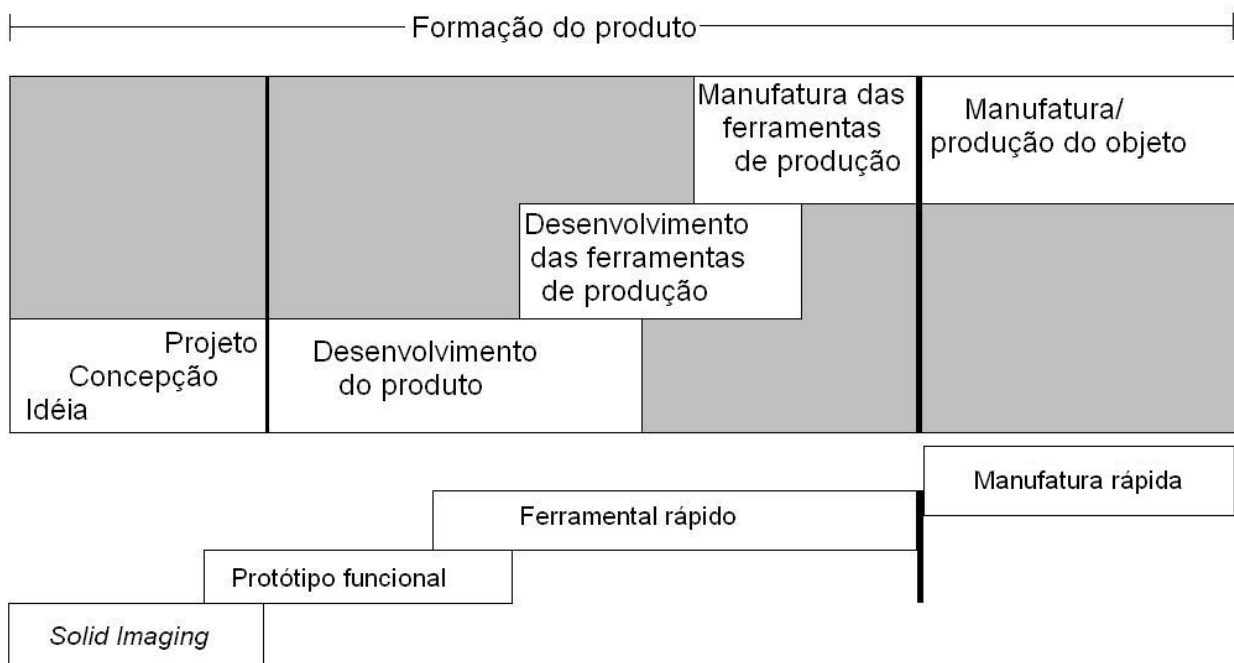 Formação do produto
Manufatura das
ferramentas
de produção
Manufatura/
produção do objeto
Desenvolvimento
das ferramentas
de produção
Projeto
Concepção
Idéia
Desenvolvimento
do produto
Manufatura rápida
Ferramental rápido
Protótipo funcional
Solid Imaging